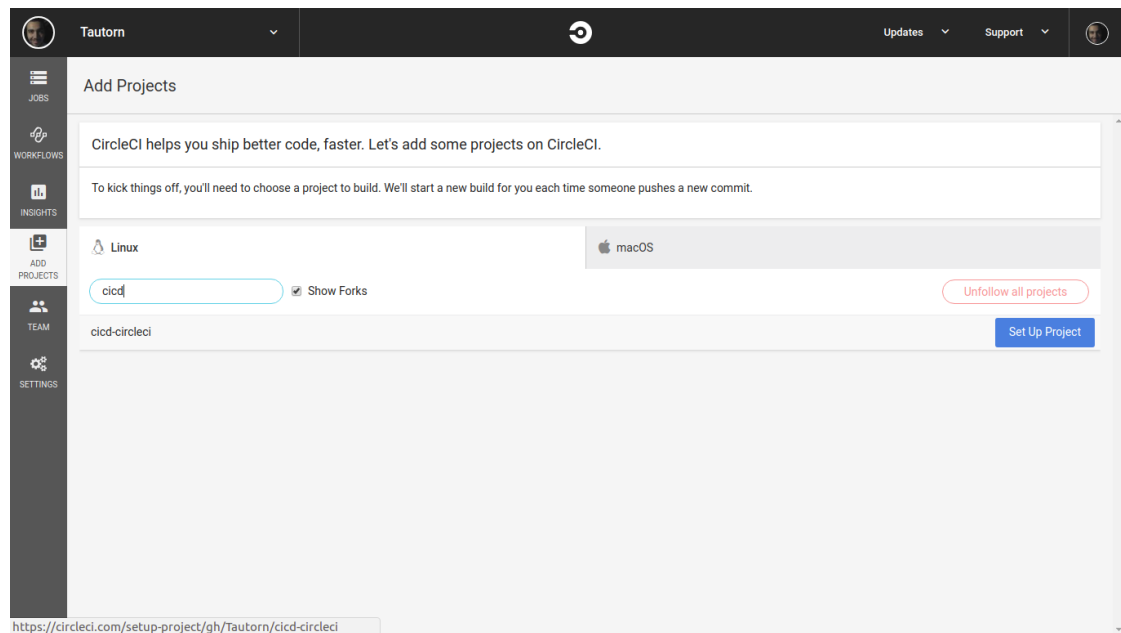 Tautorn
Updates
Support
JOBS
Add Projects
WORKFLOWS
CircleCI helps you ship better code, faster. Let's add some projects on CircleCI.
To kick things off, you'll need to choose a project to build. We'll start a new build for you each time someone pushes a new commit.
INSIGHTS
ADD
PROJECTS
Linux
macOS
cicd
Show Forks
Unfollow all projects
TEAM
cicd-circleci
Set Up Project
SETTINGS
https://circleci.com/setup-project/gh/Tautorn/cicd-circleci